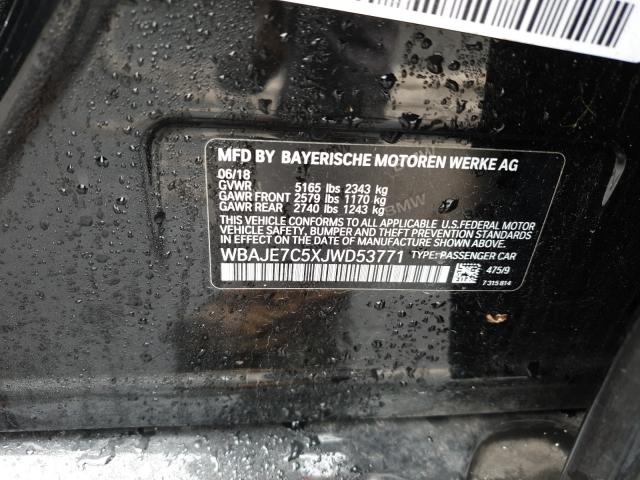 MFD BY BAYERISCHE MOTOREN WERKE AG
06/18
GVWR 5165 lbs 2343 kg
GAWR FRONT 2579 lbs 1170 kg
GAWR REAR 2740 lbs 1243 kg
THIS VEHICLE CONFORMS TO ALL APPLICABLE U.S.FEDERAL MOTOR
VEHICLE SAFETY, BUMPER AND THEFT PREVENTION STANDARDS
IN EFFECT ON THE DATE OF MANUFACTURE SHOWN ABOVE.
WBAJE7C5XJWD53771 TYPE: PASSENGER CAR
475/9
7 315 814